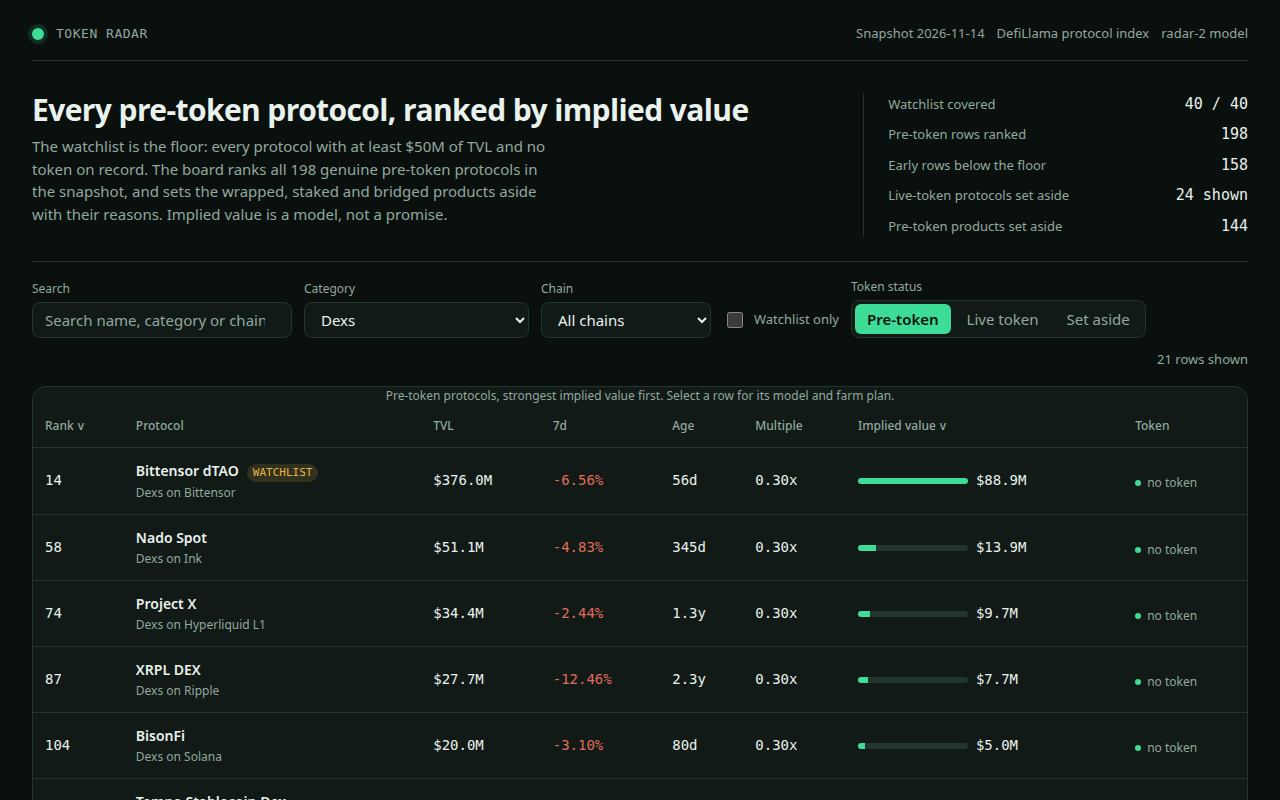 TOKEN RADAR
Snapshot 2026-11-14 DefiLlama protocol index radar-2 model
Every pre-token protocol, ranked by implied value
The watchlist is the floor: every protocol with at least $50M of TVL and no
token on record. The board ranks all 198 genuine pre-token protocols in
the snapshot, and sets the wrapped, staked and bridged products aside
with their reasons. Implied value is a model, not a promise.
Watchlist covered 40 / 40
Pre-token rows ranked 198
Early rows below the floor 158
Live-token protocols set aside 24 shown
Pre-token products set aside 144
Search Category Chain Token status
Search name, category or chain Dexs All chains Watchlist only Pre-token Live token Set aside
21 rows shown
Pre-token protocols, strongest implied value first. Select a row for its model and farm plan.
Rank v Protocol TVL 7d Age Multiple Implied value v Token
14 Bittensor dTAO WATCHLIST $376.0M -6.56% 56d 0.30x $88.9M no token
Dexs on Bittensor
58 Nado Spot $51.1M -4.83% 345d 0.30x $13.9M no token
Dexs on Ink
74 Project X $34.4M -2.44% 1.3y 0.30x $9.7M no token
Dexs on Hyperliquid L1
87 XRPL DEX $27.7M -12.46% 2.3y 0.30x $7.7M no token
Dexs on Ripple
104 BisonFi $20.0M -3.10% 80d 0.30x $5.0M no token
Dexs on Solana